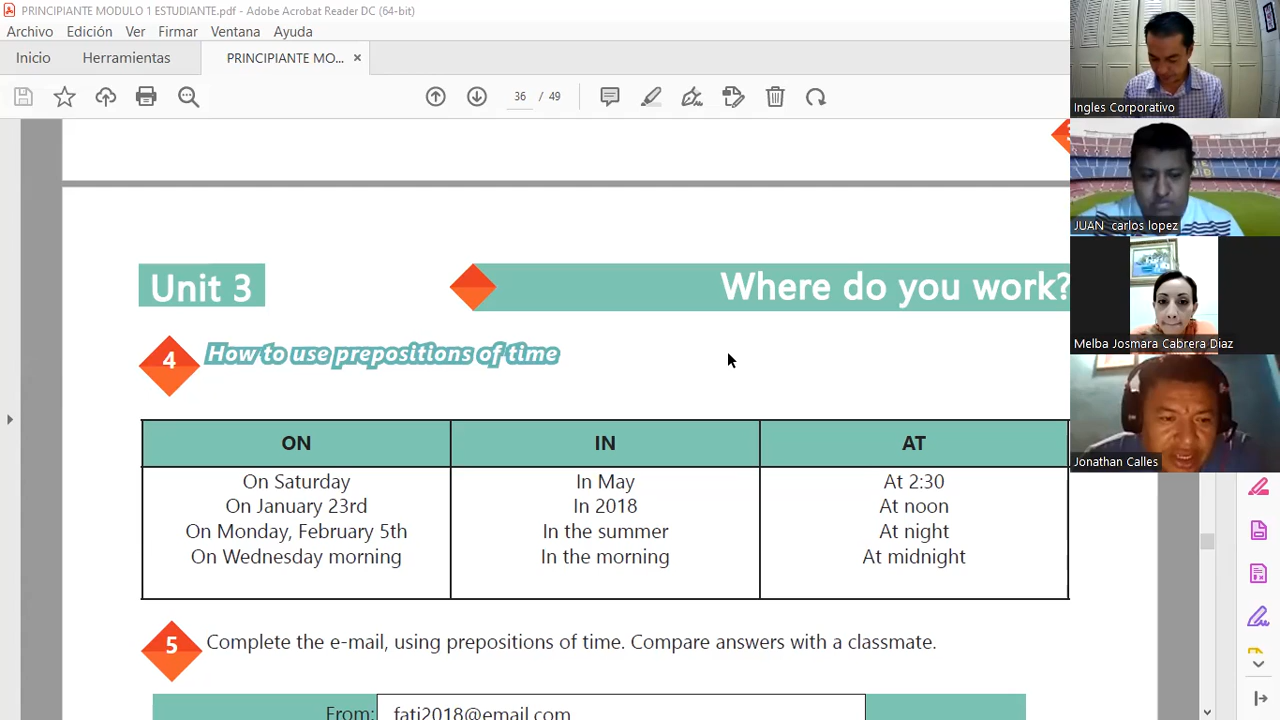 PRINCIPIANTE MODULO 1 ESTUDIANTE.pdf - Adobe Acrobat Reader DC (64-bit)
Archivo Edición Ver Firmar Ventana Ayuda
Inicio Herramientas PRINCIPIANTE MO... ×
36 / 49
Ingles Corporativo
JUAN carlos lopez
Melba Josmara Cabrera Diaz
Jonathan Calles
Unit 3 Where do you work?
4 How to use prepositions of time
ON IN AT
On Saturday In May At 2:30
On January 23rd In 2018 At noon
On Monday, February 5th In the summer At night
On Wednesday morning In the morning At midnight
5 Complete the e-mail, using prepositions of time. Compare answers with a classmate.
From: fati2018@email.com